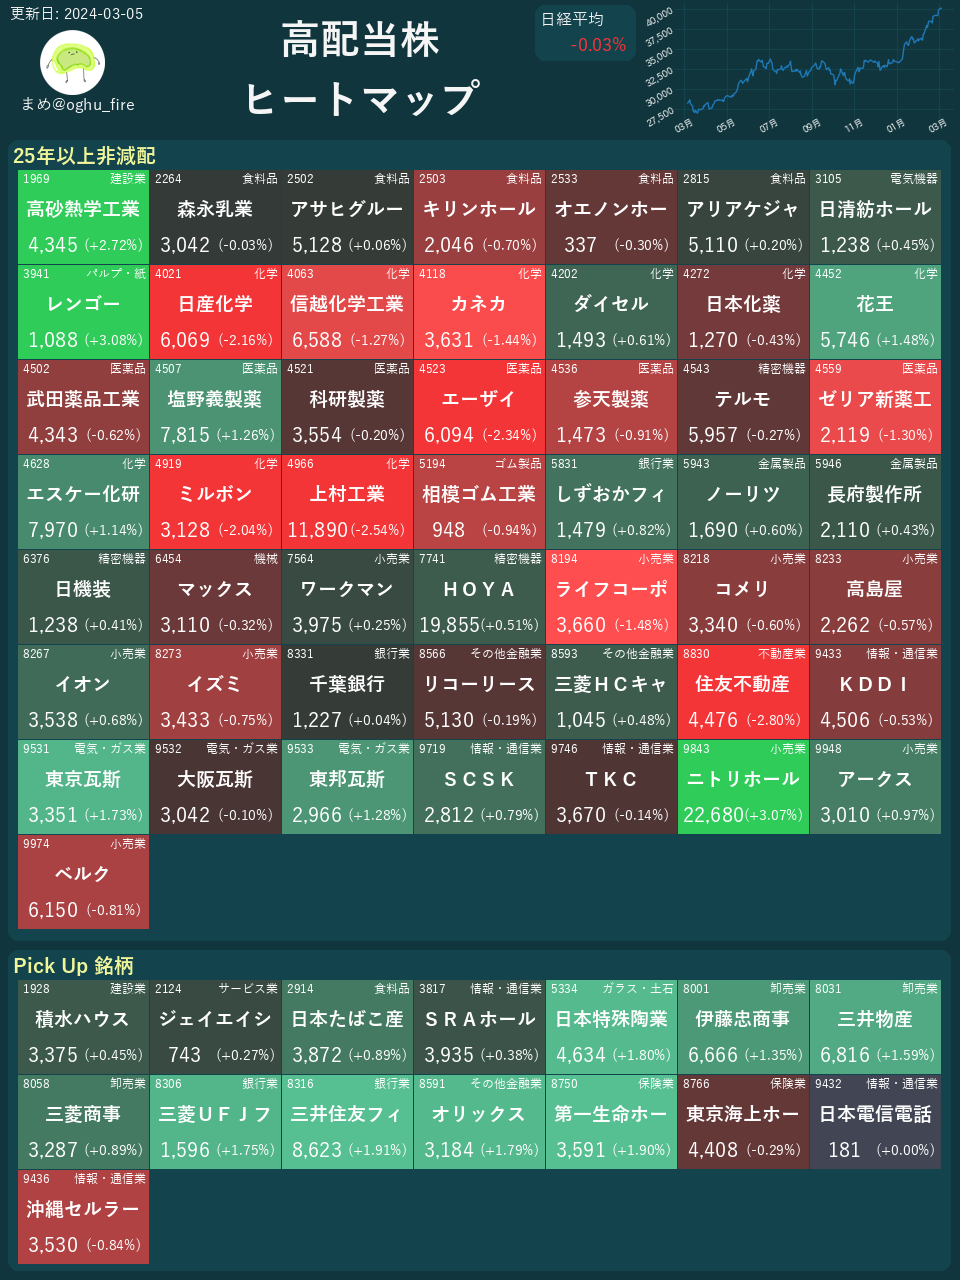 更新日: 2024-03-05
まめ@oghu_fire
高配当株
ヒートマップ
日経平均
-0.03%
40,000
37,500
35,000
32,500
30,000
27,500
03月 05月 07月 09月 11月 01月 03月
25年以上非減配
1969 建設業 2264 食料品 2502 食料品 2503 食料品 2533 食料品 2815 食料品 3105 電気機器
高砂熱学工業 森永乳業 アサヒグルー キリンホール オエノンホー アリアケジャ 日清紡ホール
4,345 (+2.72%) 3,042 (-0.03%) 5,128 (+0.06%) 2,046 (-0.70%) 337 (-0.30%) 5,110 (+0.20%) 1,238 (+0.45%)
3941 パルプ・紙 4021 化学 4063 化学 4118 化学 4202 化学 4272 化学 4452 化学
レンゴー 日産化学 信越化学工業 カネカ ダイセル 日本化薬 花王
1,088 (+3.08%) 6,069 (-2.16%) 6,588 (-1.27%) 3,631 (-1.44%) 1,493 (+0.61%) 1,270 (-0.43%) 5,746 (+1.48%)
4502 医薬品 4507 医薬品 4521 医薬品 4523 医薬品 4536 医薬品 4543 精密機器 4559 医薬品
武田薬品工業 塩野義製薬 科研製薬 エーザイ 参天製薬 テルモ ゼリア新薬工
4,343 (-0.62%) 7,815 (+1.26%) 3,554 (-0.20%) 6,094 (-2.34%) 1,473 (-0.91%) 5,957 (-0.27%) 2,119 (-1.30%)
4628 化学 4919 化学 4966 化学 5194 ゴム製品 5831 銀行業 5943 金属製品 5946 金属製品
エスケー化研 ミルボン 上村工業 相模ゴム工業 しずおかフィ ノーリツ 長府製作所
7,970 (+1.14%) 3,128 (-2.04%) 11,890 (-2.54%) 948 (-0.94%) 1,479 (+0.82%) 1,690 (+0.60%) 2,110 (+0.43%)
6376 精密機器 6454 機械 7564 小売業 7741 精密機器 8194 小売業 8218 小売業 8233 小売業
日機装 マックス ワークマン ＨＯＹＡ ライフコーポ コメリ 高島屋
1,238 (+0.41%) 3,110 (-0.32%) 3,975 (+0.25%) 19,855 (+0.51%) 3,660 (-1.48%) 3,340 (-0.60%) 2,262 (-0.57%)
8267 小売業 8273 小売業 8331 銀行業 8566 その他金融業 8593 その他金融業 8830 不動産業 9433 情報・通信業
イオン イズミ 千葉銀行 リコーリース 三菱ＨＣキャ 住友不動産 ＫＤＤＩ
3,538 (+0.68%) 3,433 (-0.75%) 1,227 (+0.04%) 5,130 (-0.19%) 1,045 (+0.48%) 4,476 (-2.80%) 4,506 (-0.53%)
9531 電気・ガス業 9532 電気・ガス業 9533 電気・ガス業 9719 情報・通信業 9746 情報・通信業 9843 小売業 9948 小売業
東京瓦斯 大阪瓦斯 東邦瓦斯 ＳＣＳＫ ＴＫＣ ニトリホール アークス
3,351 (+1.73%) 3,042 (-0.10%) 2,966 (+1.28%) 2,812 (+0.79%) 3,670 (-0.14%) 22,680 (+3.07%) 3,010 (+0.97%)
9974 小売業
ベルク
6,150 (-0.81%)
Pick Up 銘柄
1928 建設業 2124 サービス業 2914 食料品 3817 情報・通信業 5334 ガラス・土石 8001 卸売業 8031 卸売業
積水ハウス ジェイエイシ 日本たばこ産 ＳＲＡホール 日本特殊陶業 伊藤忠商事 三井物産
3,375 (+0.45%) 743 (+0.27%) 3,872 (+0.89%) 3,935 (+0.38%) 4,634 (+1.80%) 6,666 (+1.35%) 6,816 (+1.59%)
8058 卸売業 8306 銀行業 8316 銀行業 8591 その他金融業 8750 保険業 8766 保険業 9432 情報・通信業
三菱商事 三菱ＵＦＪフ 三井住友フィ オリックス 第一生命ホー 東京海上ホー 日本電信電話
3,287 (+0.89%) 1,596 (+1.75%) 8,623 (+1.91%) 3,184 (+1.79%) 3,591 (+1.90%) 4,408 (-0.29%) 181 (+0.00%)
9436 情報・通信業
沖縄セルラー
3,530 (-0.84%)